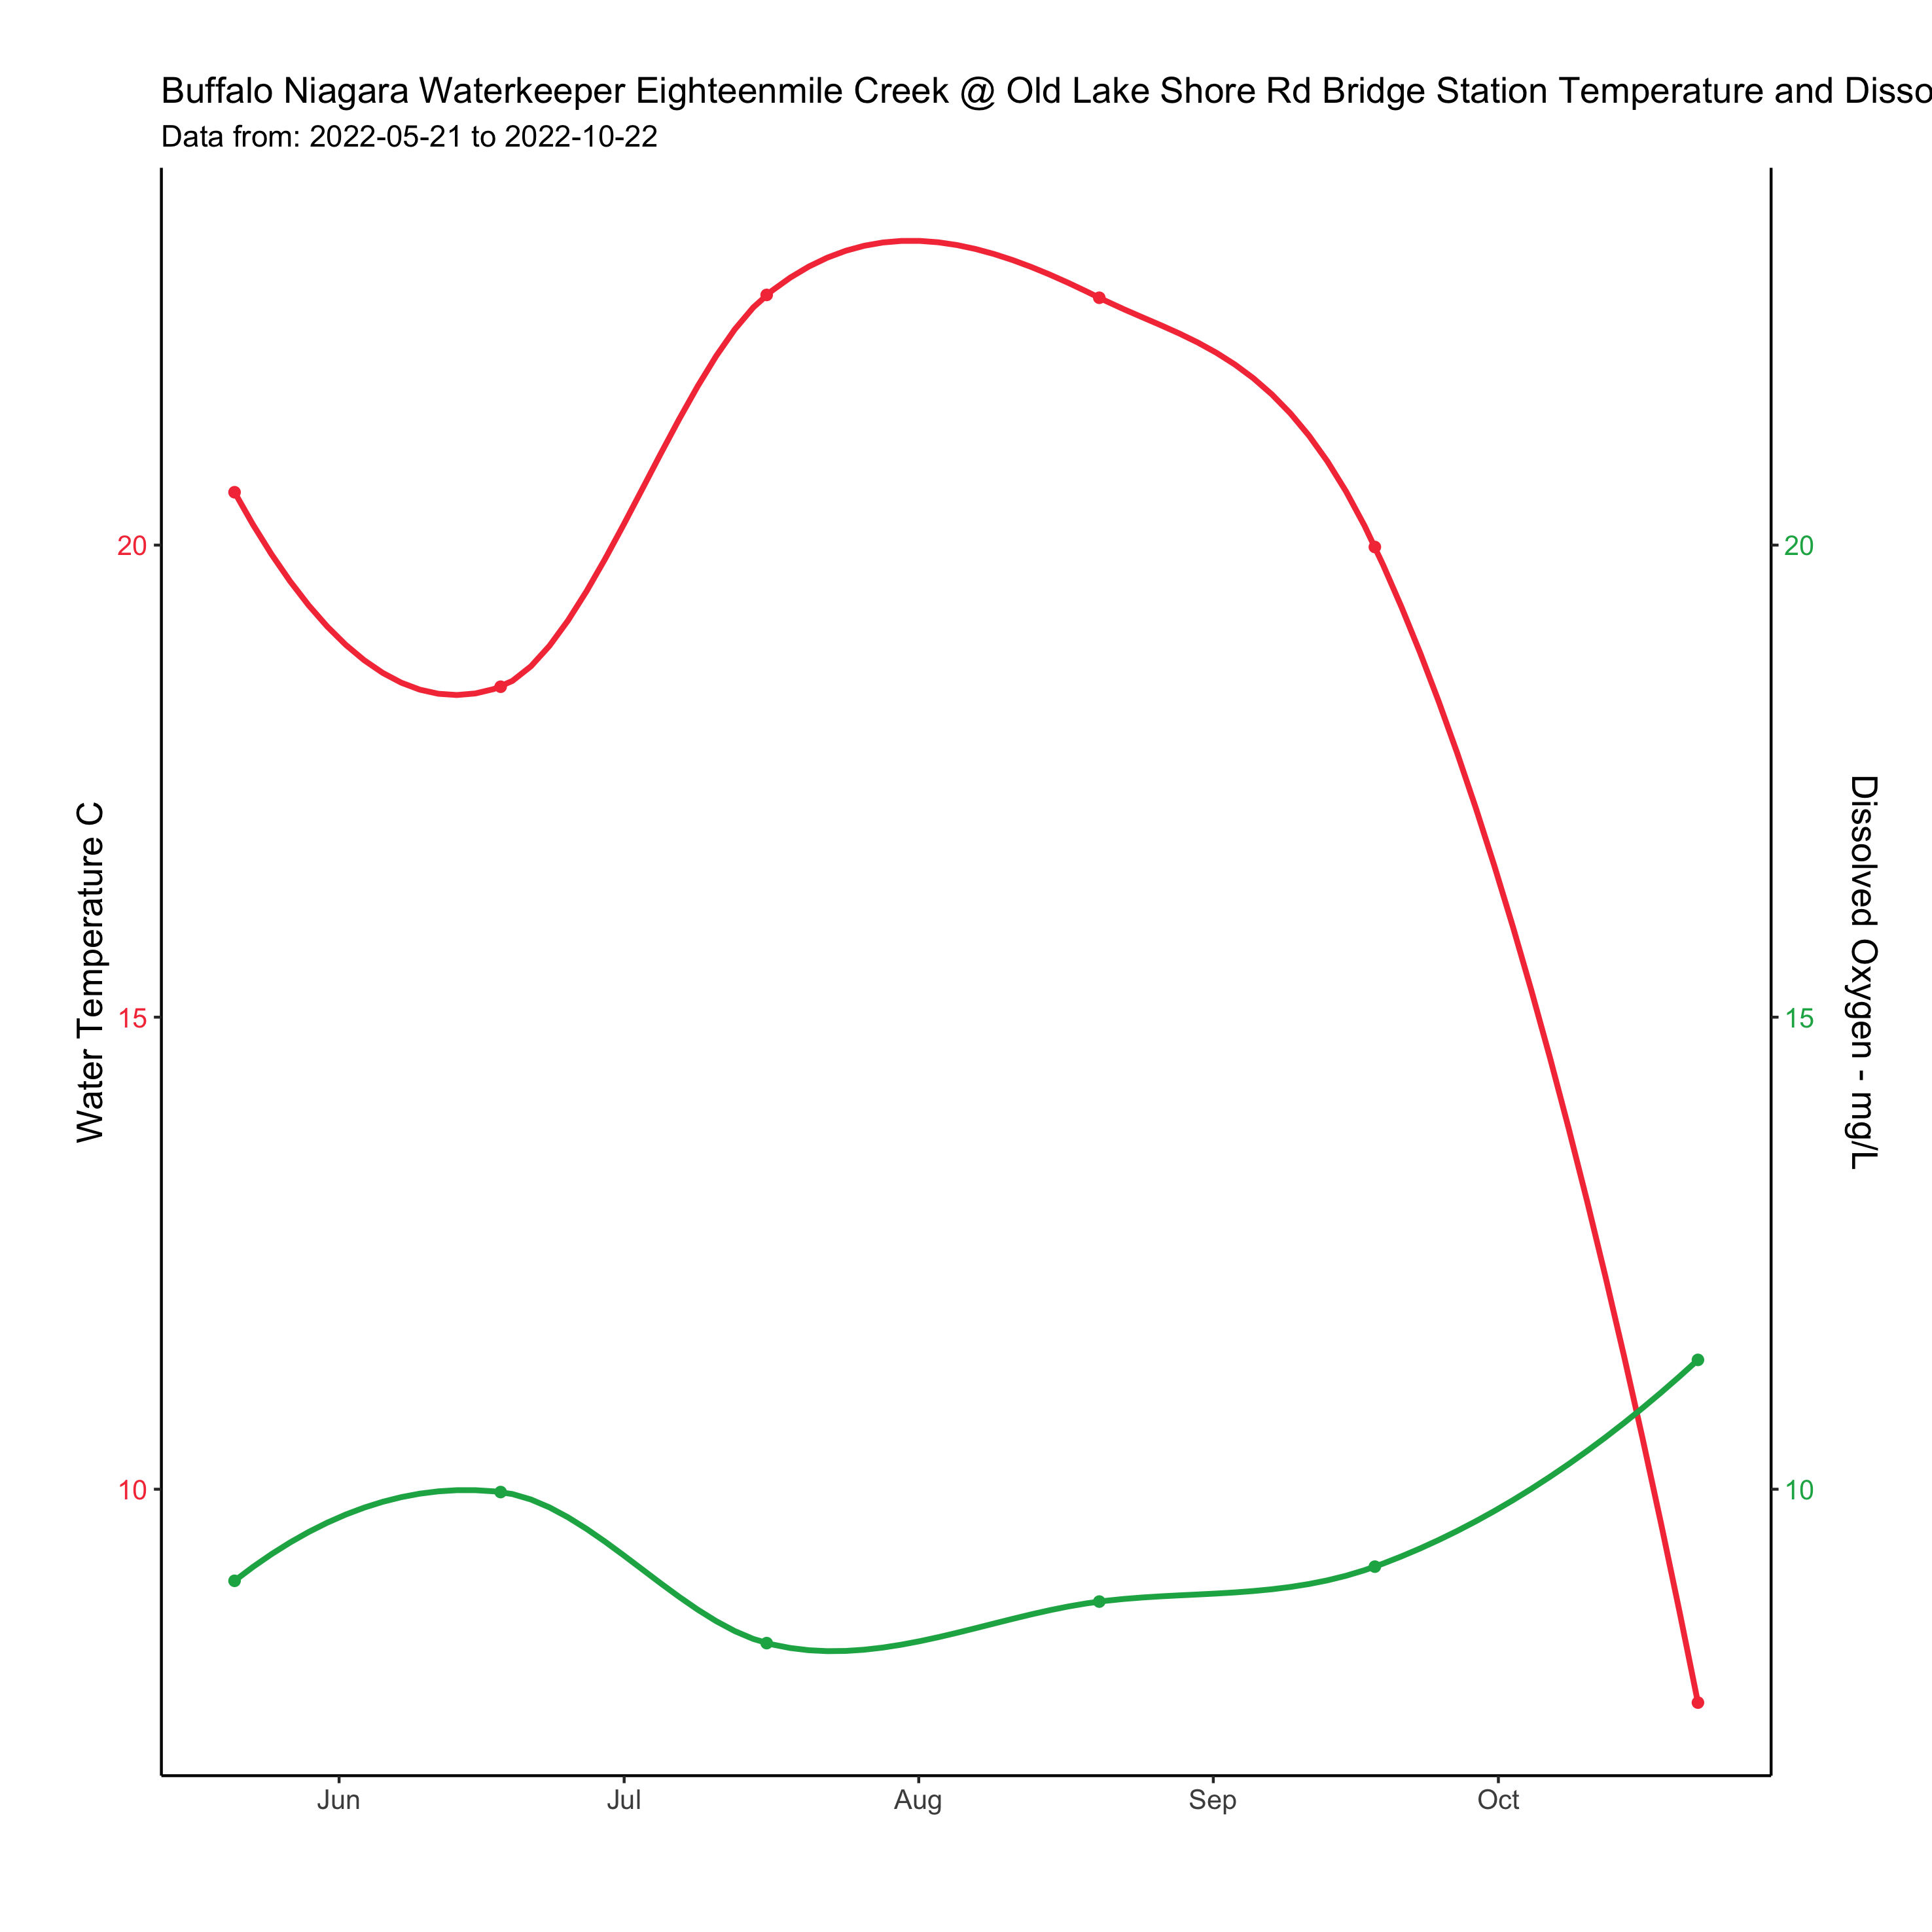 Buffalo Niagara Waterkeeper Eighteenmile Creek @ Old Lake Shore Rd Bridge Station Temperature and Disso
Data from: 2022-05-21 to 2022-10-22
20
15
10
Water Temperature C
20
15
10
Dissolved Oxygen - mg/L
Jun Jul Aug Sep Oct